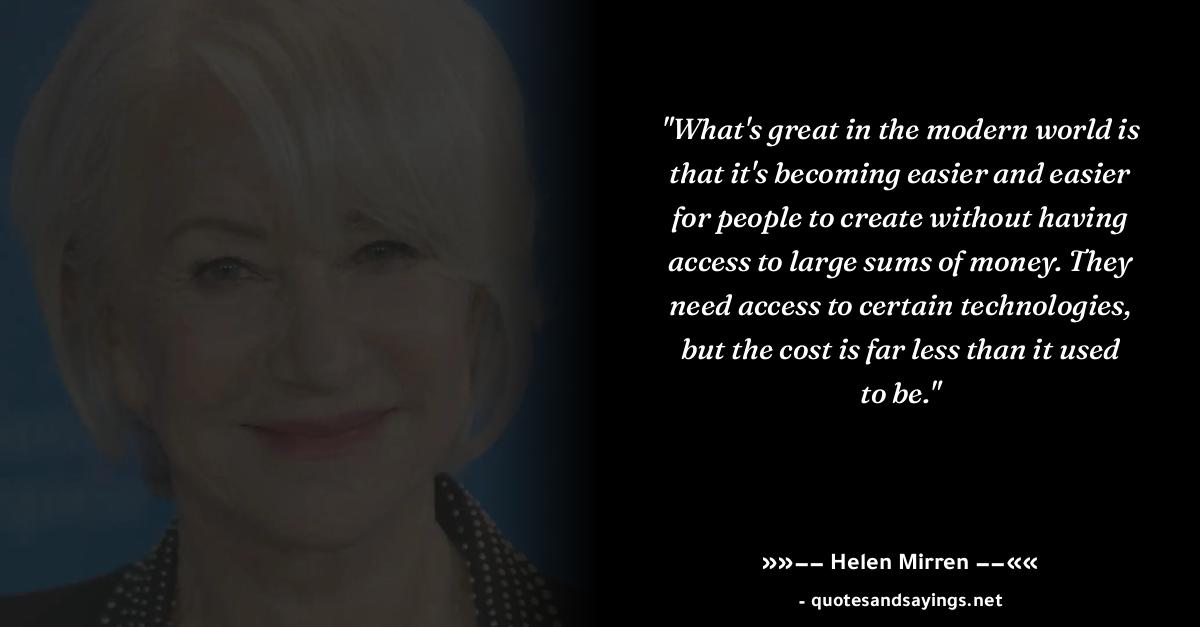 "What's great in the modern world is
that it's becoming easier and easier
for people to create without having
access to large sums of money. They
need access to certain technologies,
but the cost is far less than it used
to be."
»»−− Helen Mirren −−««
- quotesandsayings.net